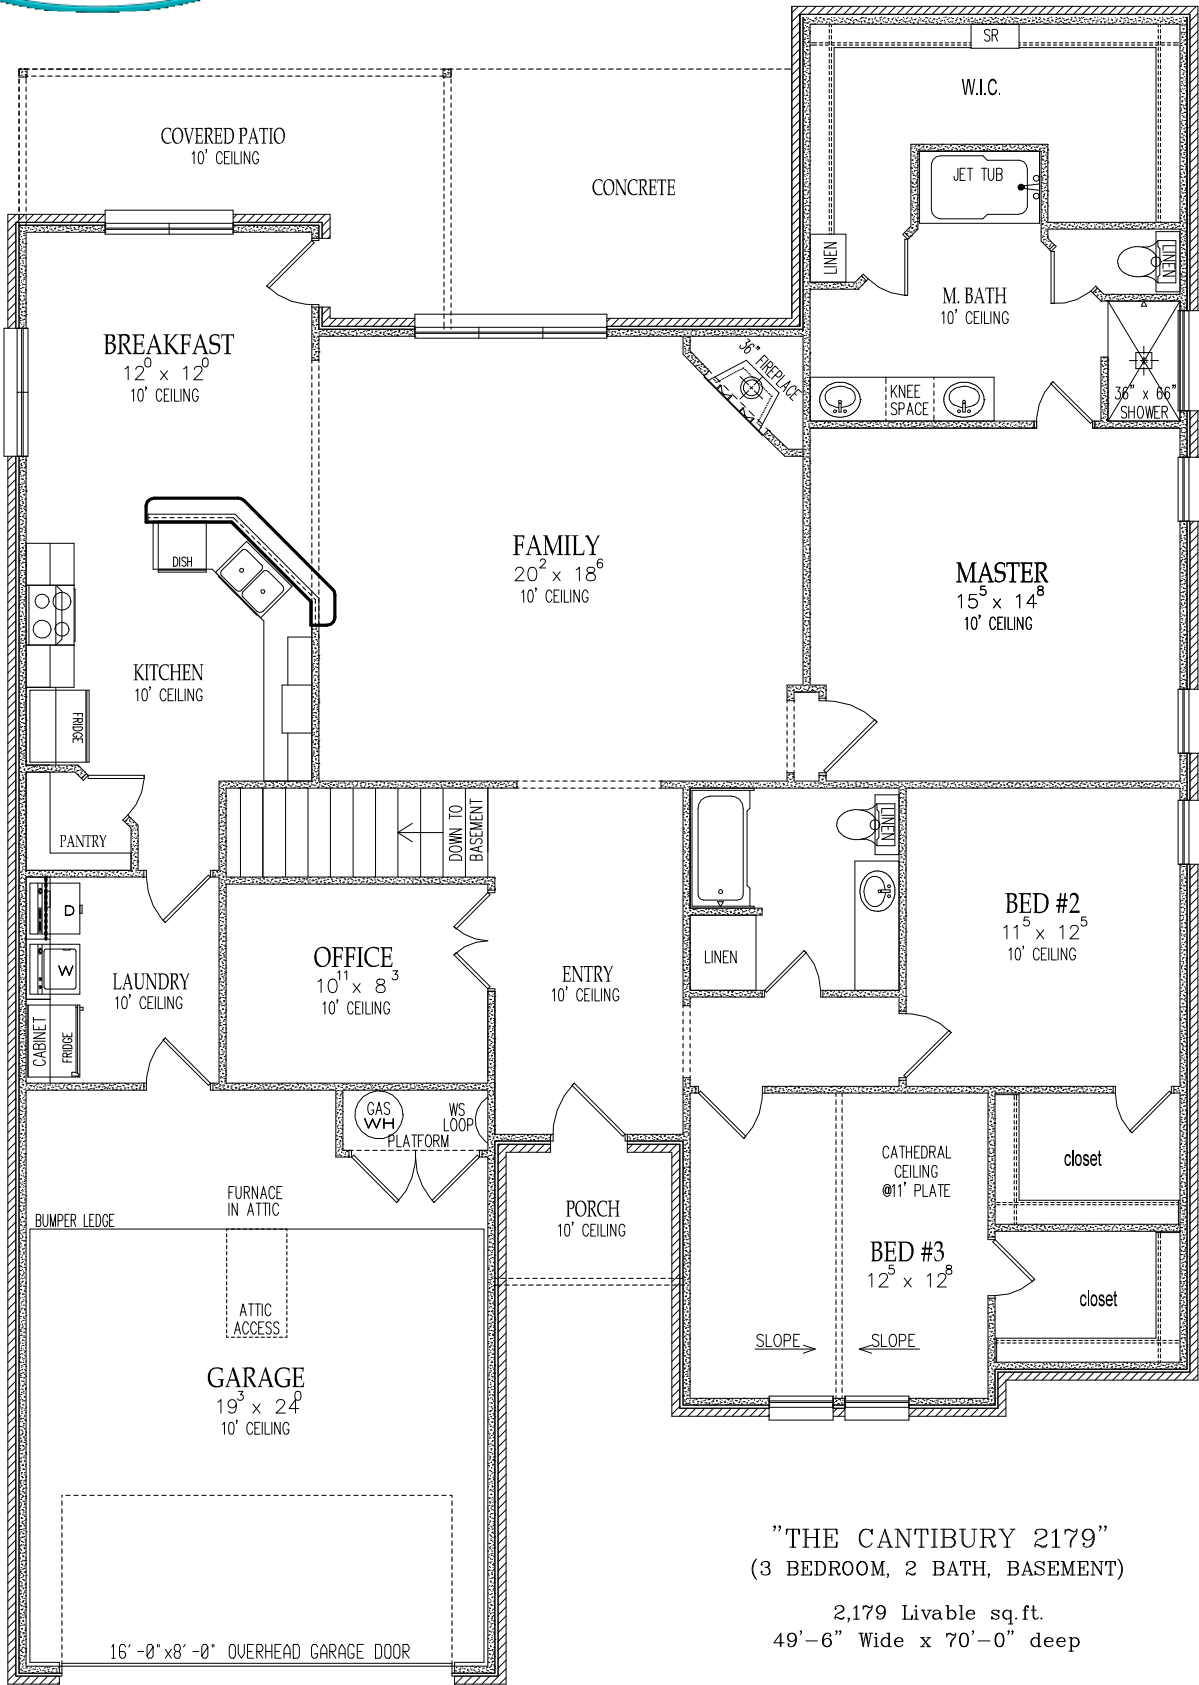 SR
W.I.C.
COVERED PATIO
10' CEILING
CONCRETE
JET TUB
LINEN
LINEN
M. BATH
10' CEILING
BREAKFAST
12⁰ x 12⁰
10' CEILING
36" FIREPLACE
KNEE
SPACE
36" x 66"
SHOWER
DISH
FAMILY
20² x 18⁶
10' CEILING
MASTER
15⁵ x 14⁸
10' CEILING
KITCHEN
10' CEILING
FRIDGE
PANTRY
DOWN TO
BASEMENT
LINEN
D
W
LAUNDRY
10' CEILING
CABINET
FRIDGE
OFFICE
10¹¹ x 8³
10' CEILING
ENTRY
10' CEILING
LINEN
BED #2
11⁵ x 12⁵
10' CEILING
GAS
WH
WS
LOOP
PLATFORM
CATHEDRAL
CEILING
@11' PLATE
closet
FURNACE
IN ATTIC
BUMPER LEDGE
PORCH
10' CEILING
BED #3
12⁵ x 12⁸
closet
ATTIC
ACCESS
SLOPE
SLOPE
GARAGE
19³ x 24⁰
10' CEILING
16'-0"x8'-0" OVERHEAD GARAGE DOOR
"THE CANTIBURY 2179"
(3 BEDROOM, 2 BATH, BASEMENT)
2,179 Livable sq.ft.
49'-6" Wide x 70'-0" deep